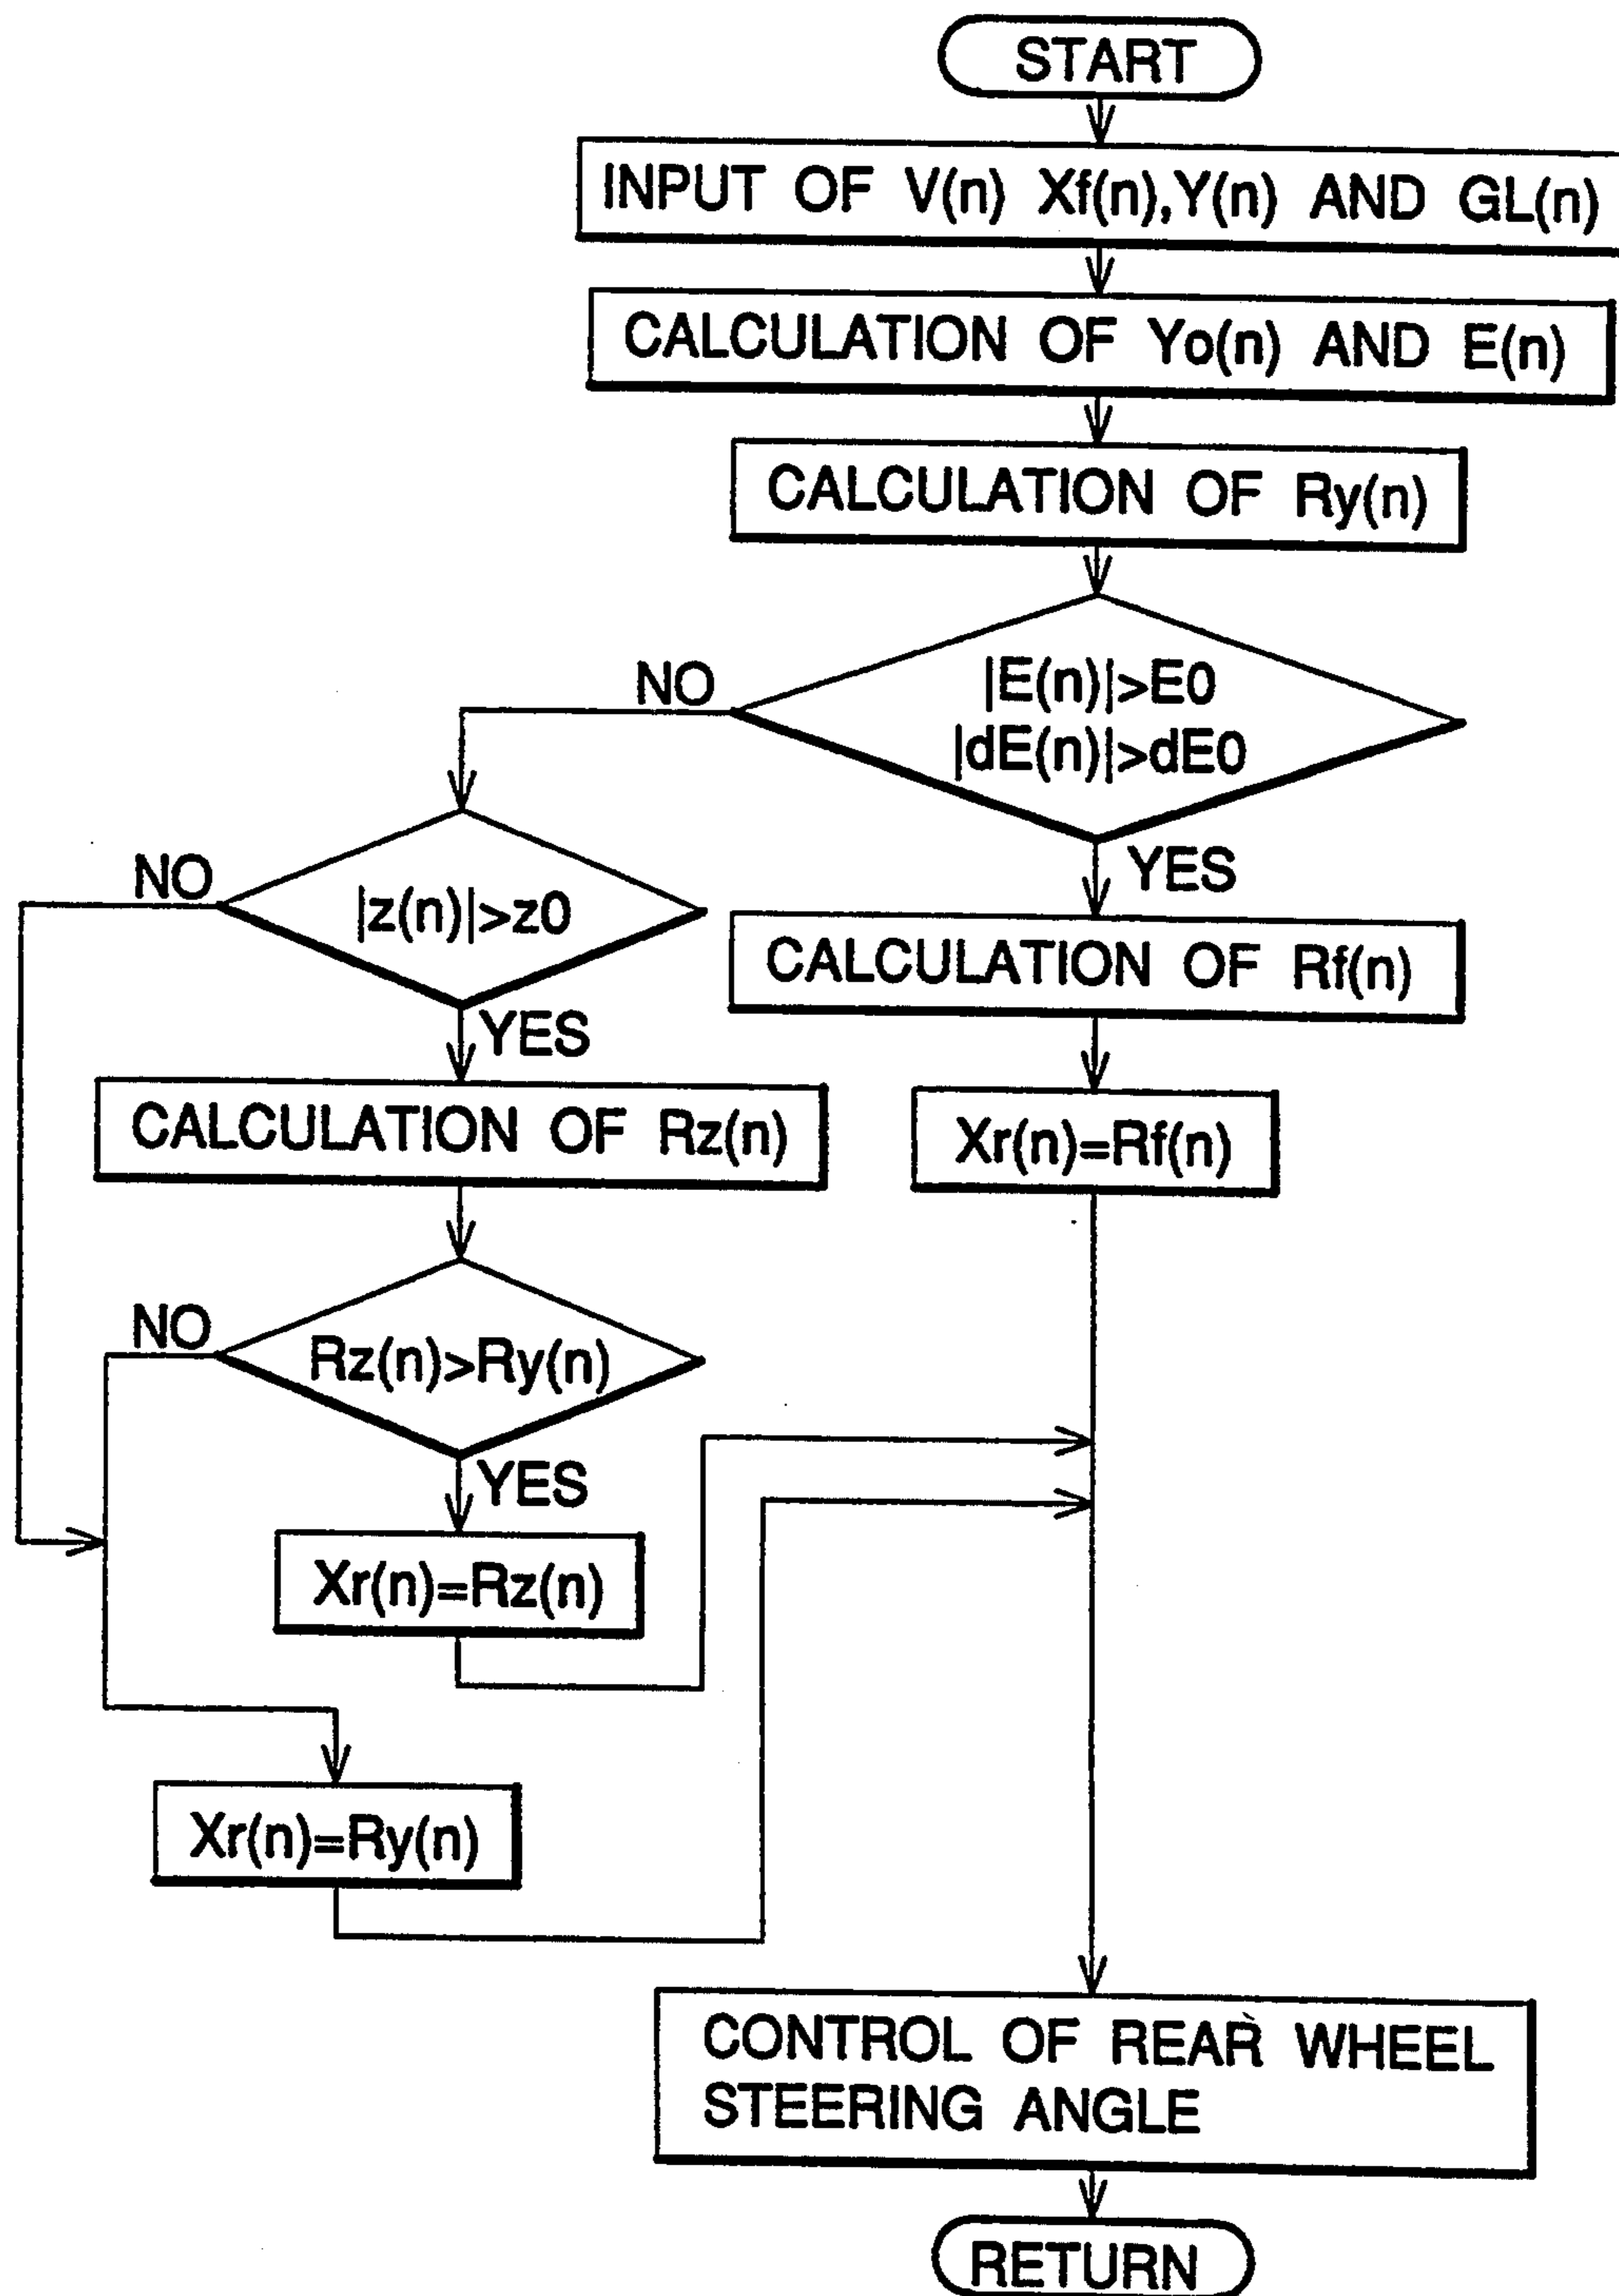 START
INPUT OF V(n) Xf(n),Y(n) AND GL(n)
CALCULATION OF Yo(n) AND E(n)
CALCULATION OF Ry(n)
NO
|E(n)|>E0
|dE(n)|>dE0
YES
NO
|z(n)|>z0
YES
CALCULATION OF Rf(n)
CALCULATION OF Rz(n)
Xr(n)=Rf(n)
NO
Rz(n)>Ry(n)
YES
Xr(n)=Rz(n)
Xr(n)=Ry(n)
CONTROL OF REAR WHEEL
STEERING ANGLE
RETURN